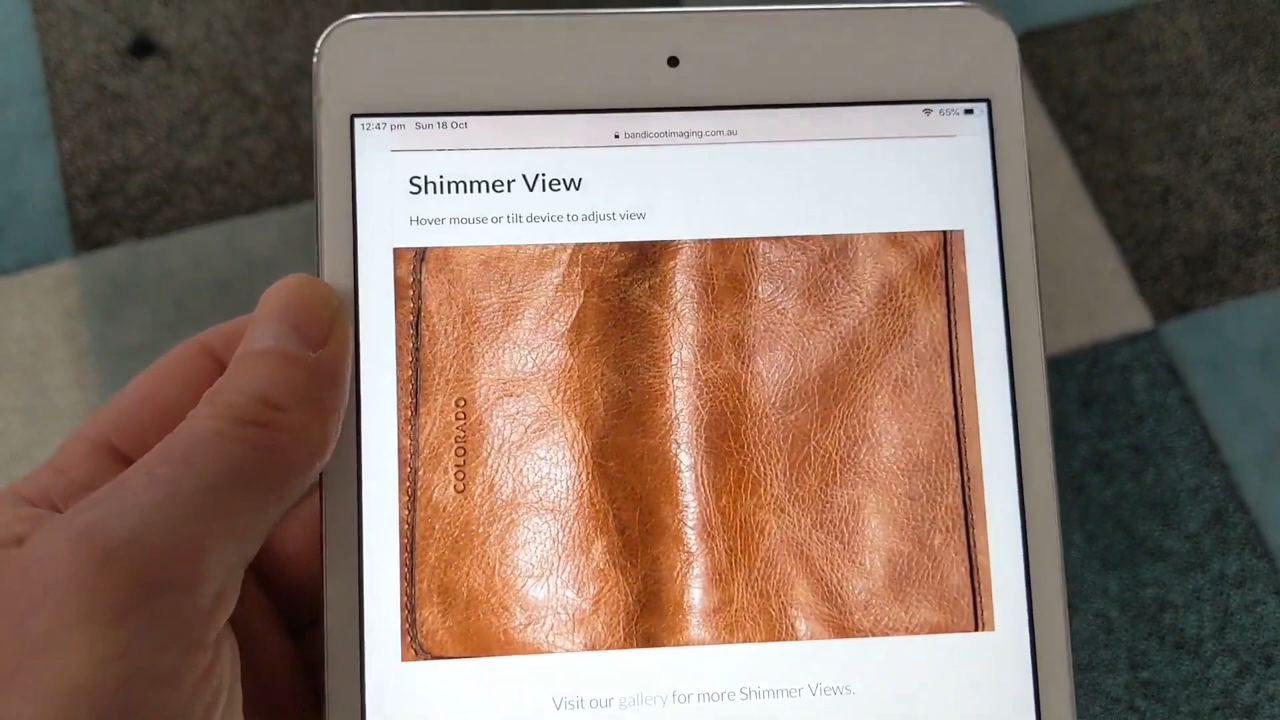 12:47 pm Sun 18 Oct
65%
bandicootimaging.com.au
Shimmer View
Hover mouse or tilt device to adjust view
COLORADO
Visit our gallery for more Shimmer Views.